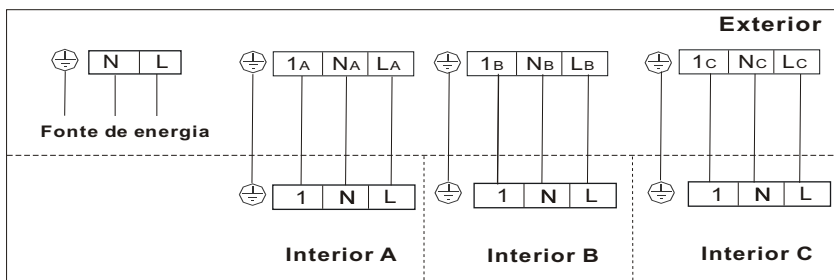 Exterior
N L 1A NA LA 1B NB LB 1C NC LC
Fonte de energia
1 N L 1 N L 1 N L
Interior A Interior B Interior C